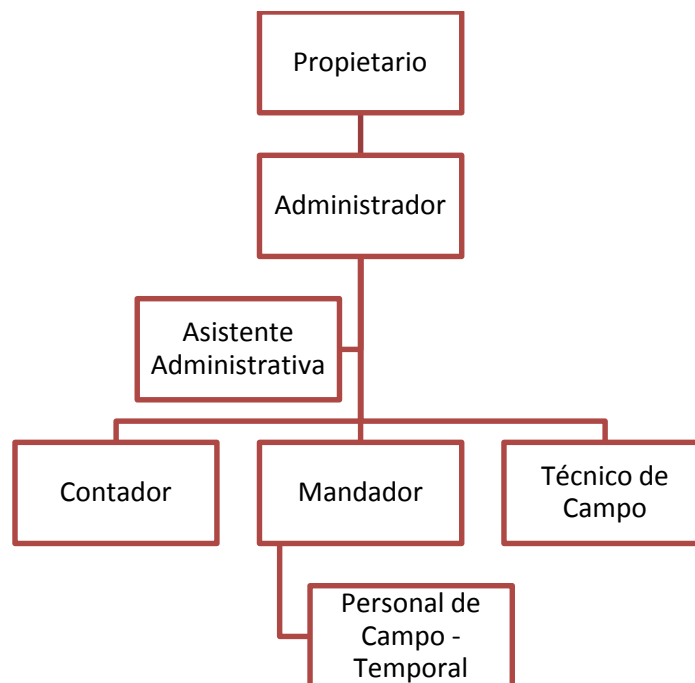 Propietario
Administrador
Asistente
Administrativa
Contador
Mandador
Técnico de
Campo
Personal de
Campo -
Temporal